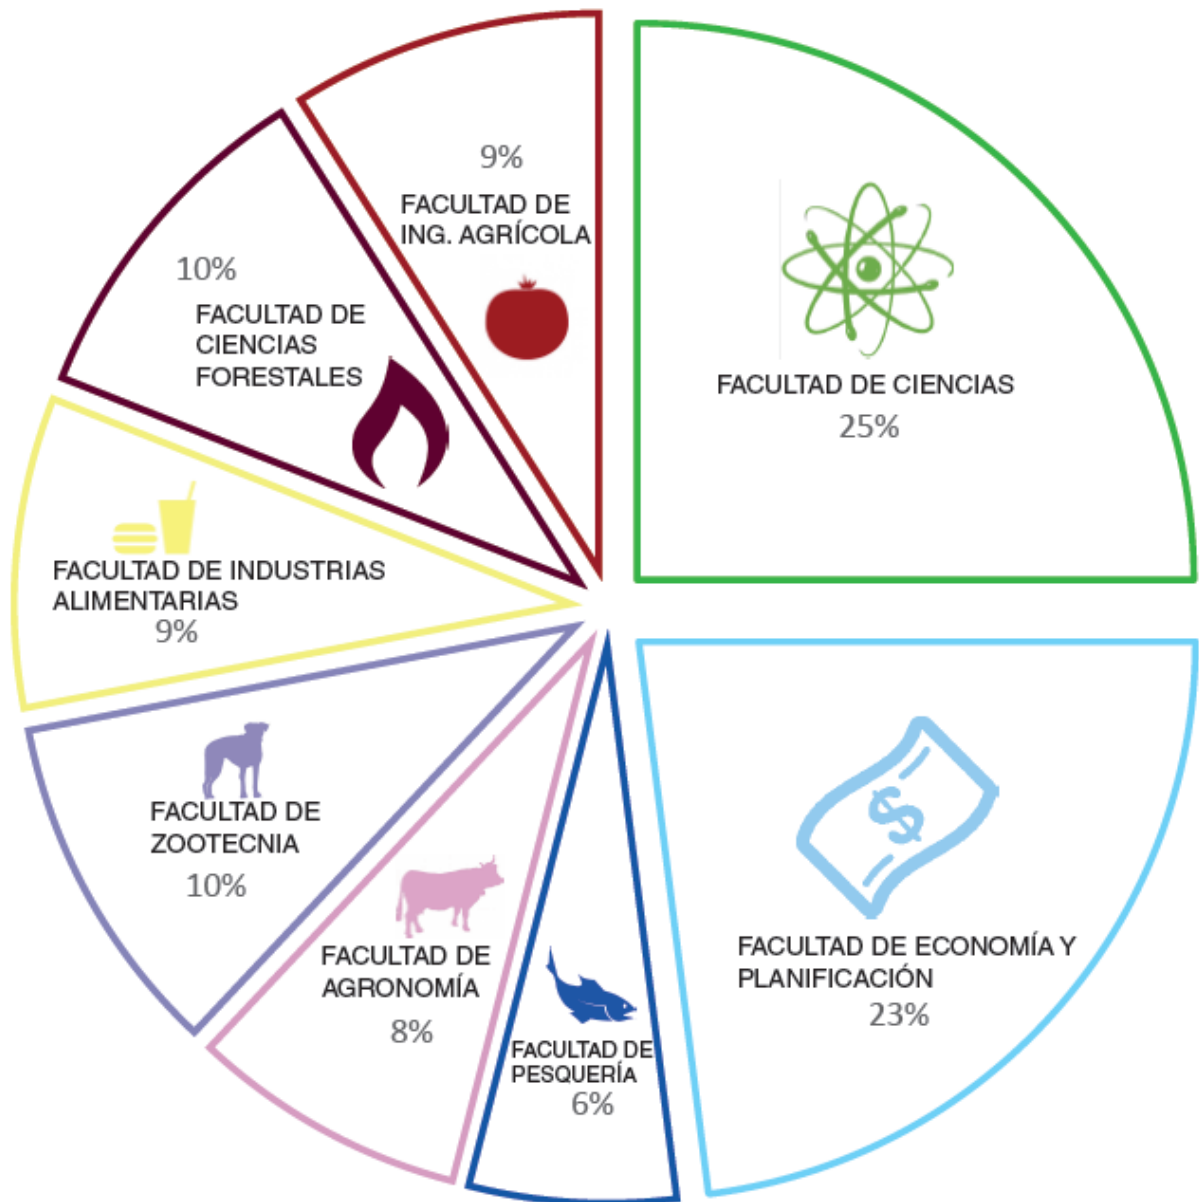 9%
FACULTAD DE
ING. AGRÍCOLA
10%
FACULTAD DE
CIENCIAS
FORESTALES
FACULTAD DE CIENCIAS
25%
FACULTAD DE INDUSTRIAS
ALIMENTARIAS
9%
FACULTAD DE
ZOOTECNIA
10%
FACULTAD DE
AGRONOMÍA
8%
FACULTAD DE
PESQUERÍA
6%
$
FACULTAD DE ECONOMÍA Y
PLANIFICACIÓN
23%